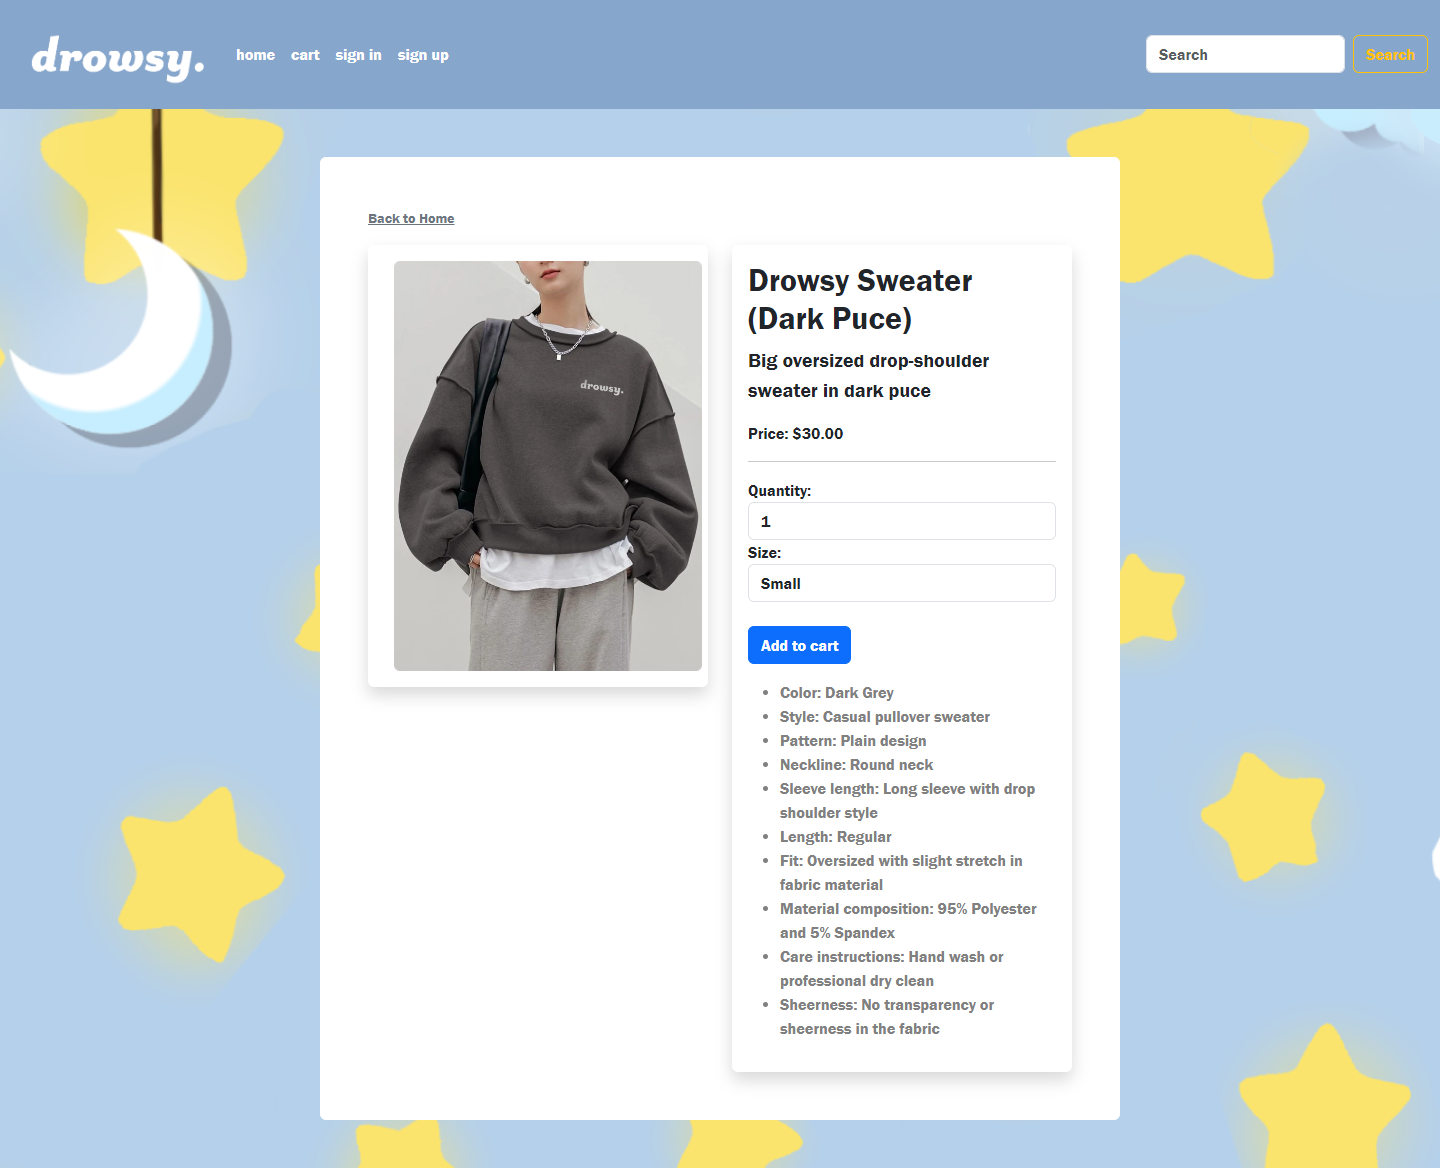 drowsy.
home cart sign in sign up
Search Search
Back to Home
drowsy.
Drowsy Sweater
(Dark Puce)
Big oversized drop-shoulder
sweater in dark puce
Price: $30.00
Quantity:
1
Size:
Small
Add to cart
• Color: Dark Grey
• Style: Casual pullover sweater
• Pattern: Plain design
• Neckline: Round neck
• Sleeve length: Long sleeve with drop
shoulder style
• Length: Regular
• Fit: Oversized with slight stretch in
fabric material
• Material composition: 95% Polyester
and 5% Spandex
• Care instructions: Hand wash or
professional dry clean
• Sheerness: No transparency or
sheerness in the fabric